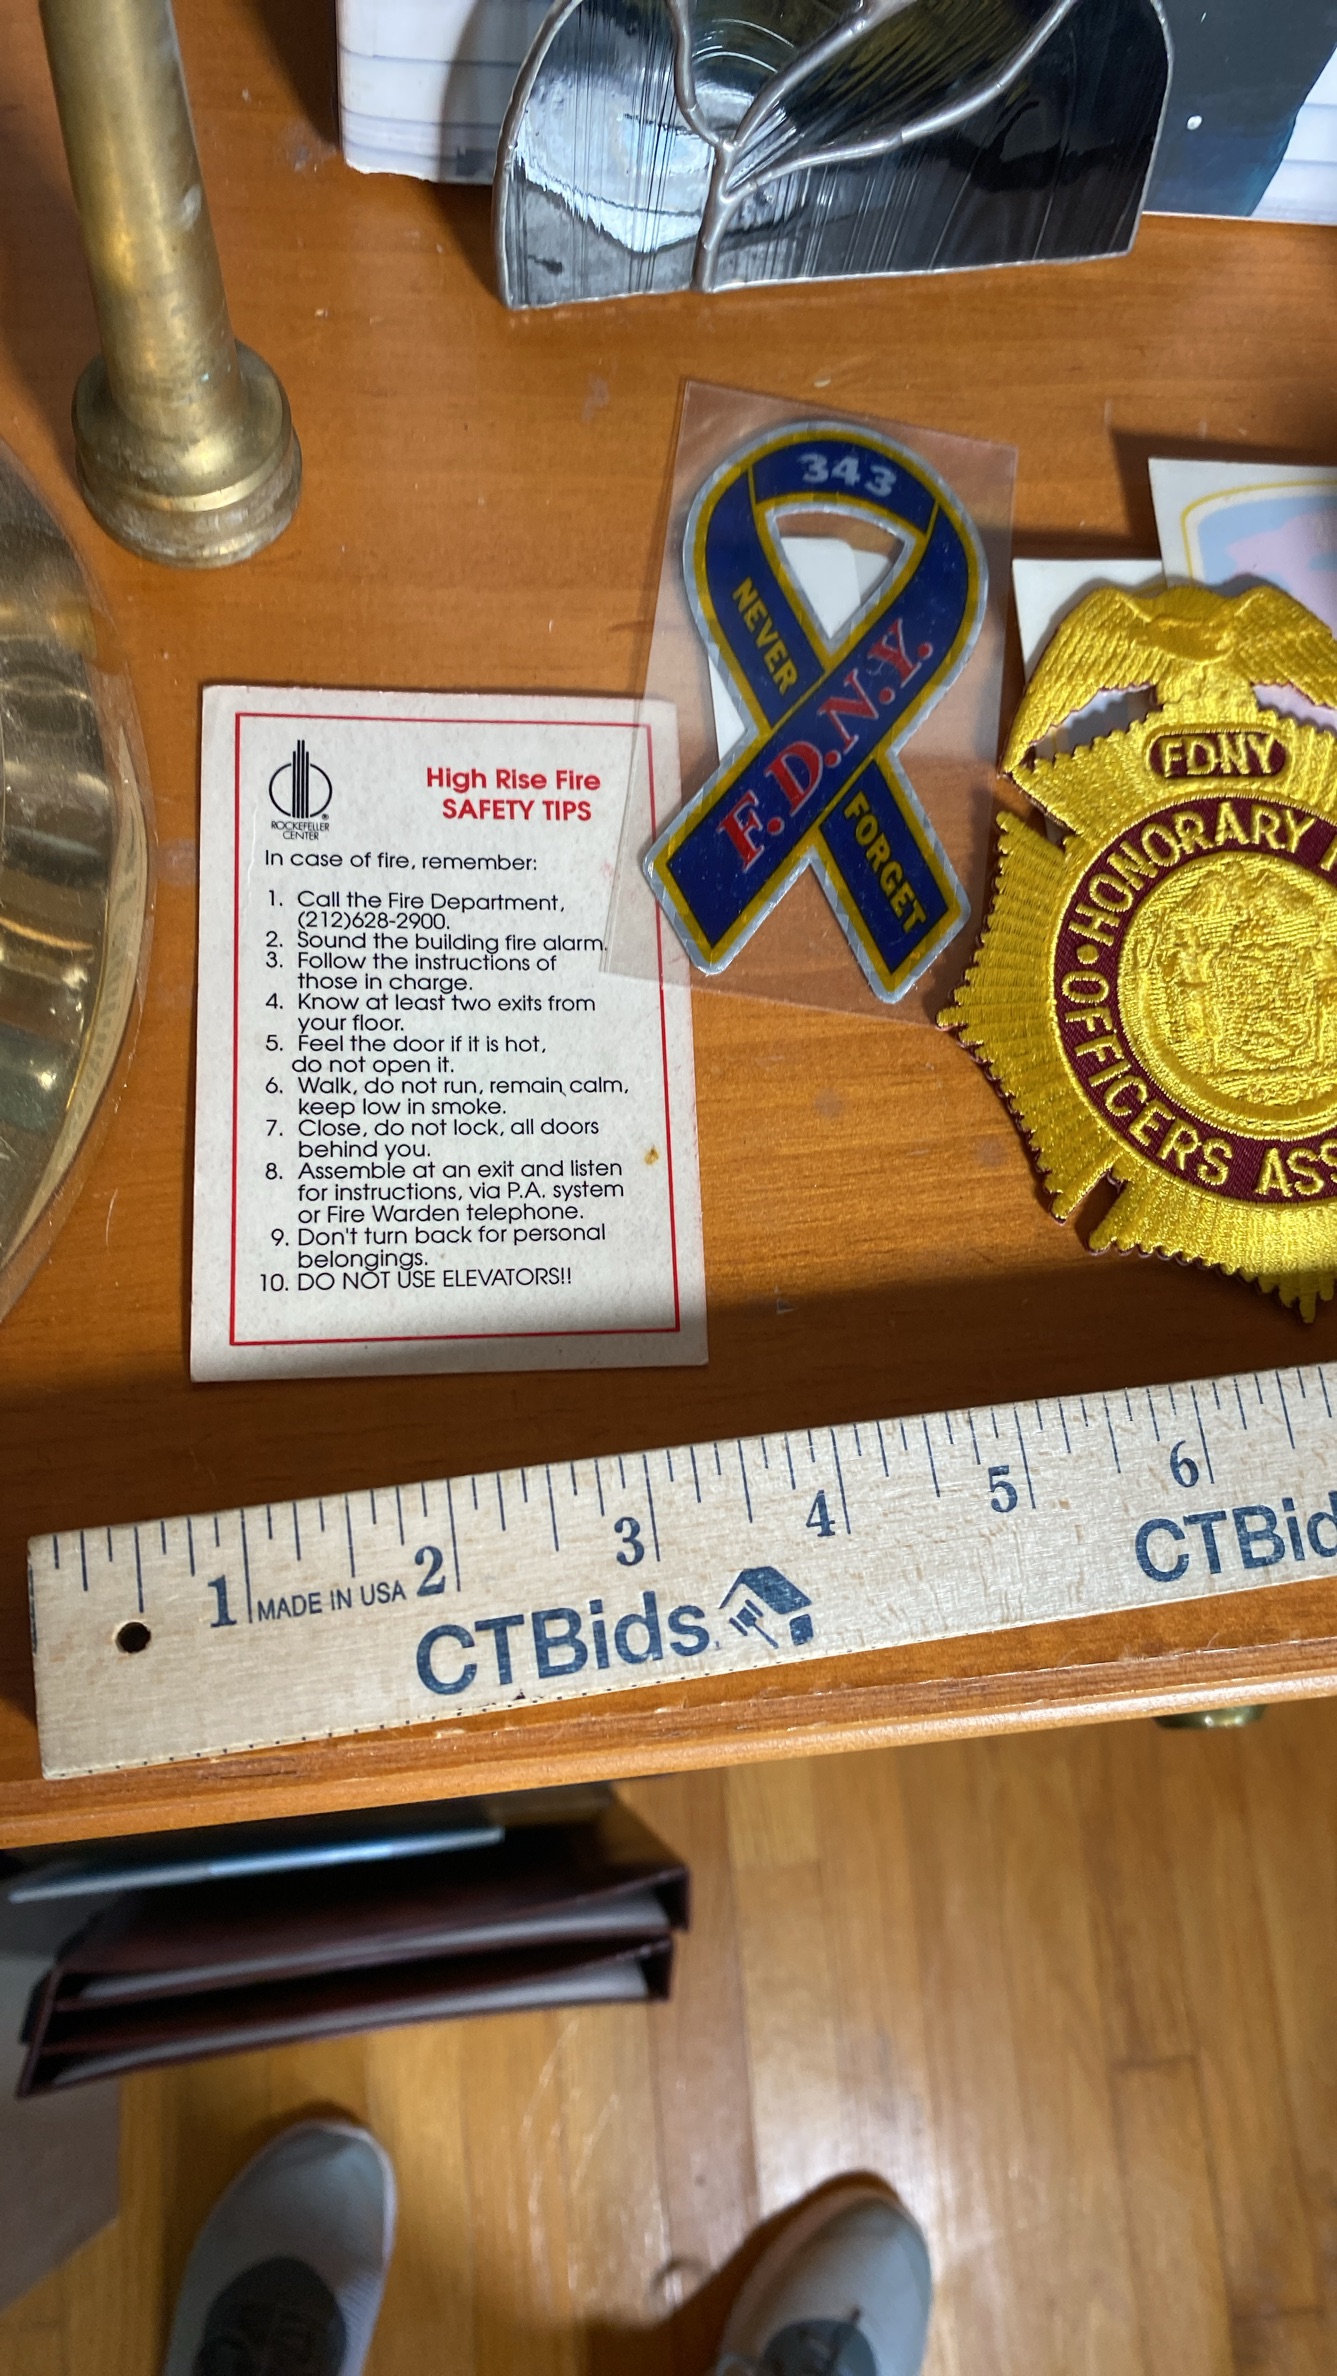 343
NEVER
F.D.N.Y.
FORGET
FDNY
HONORARY
OFFICERS ASS
ROCKEFELLER
CENTER
®
High Rise Fire
SAFETY TIPS
In case of fire, remember:
1. Call the Fire Department,
(212)628-2900.
2. Sound the building fire alarm.
3. Follow the instructions of
those in charge.
4. Know at least two exits from
your floor.
5. Feel the door if it is hot,
do not open it.
6. Walk, do not run, remain calm,
keep low in smoke.
7. Close, do not lock, all doors
behind you.
8. Assemble at an exit and listen
for instructions, via P.A. system
or Fire Warden telephone.
9. Don't turn back for personal
belongings.
10. DO NOT USE ELEVATORS!!
1 2 3 4 5 6
MADE IN USA
CTBids
CTBid